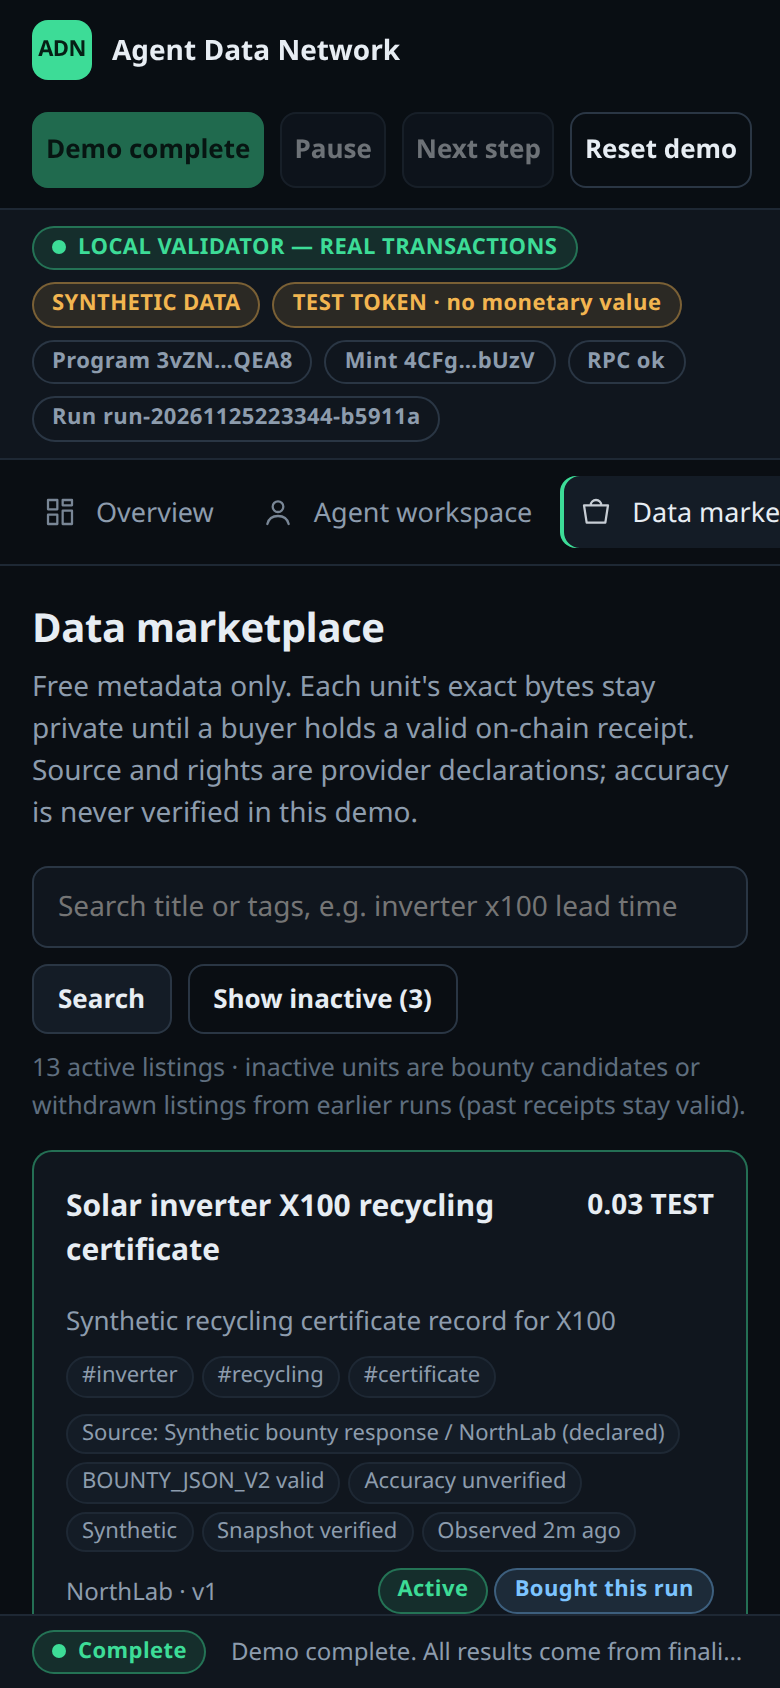 ADN Agent Data Network
Demo complete Pause Next step Reset demo
LOCAL VALIDATOR — REAL TRANSACTIONS
SYNTHETIC DATA TEST TOKEN · no monetary value
Program 3vZN…QEA8 Mint 4CFg…bUzV RPC ok
Run run-20261125223344-b5911a
Overview Agent workspace Data marke
Data marketplace
Free metadata only. Each unit's exact bytes stay
private until a buyer holds a valid on-chain receipt.
Source and rights are provider declarations; accuracy
is never verified in this demo.
Search title or tags, e.g. inverter x100 lead time
Search Show inactive (3)
13 active listings · inactive units are bounty candidates or
withdrawn listings from earlier runs (past receipts stay valid).
Solar inverter X100 recycling 0.03 TEST
certificate
Synthetic recycling certificate record for X100
#inverter #recycling #certificate
Source: Synthetic bounty response / NorthLab (declared)
BOUNTY_JSON_V2 valid Accuracy unverified
Synthetic Snapshot verified Observed 2m ago
NorthLab · v1 Active Bought this run
Complete Demo complete. All results come from finali…